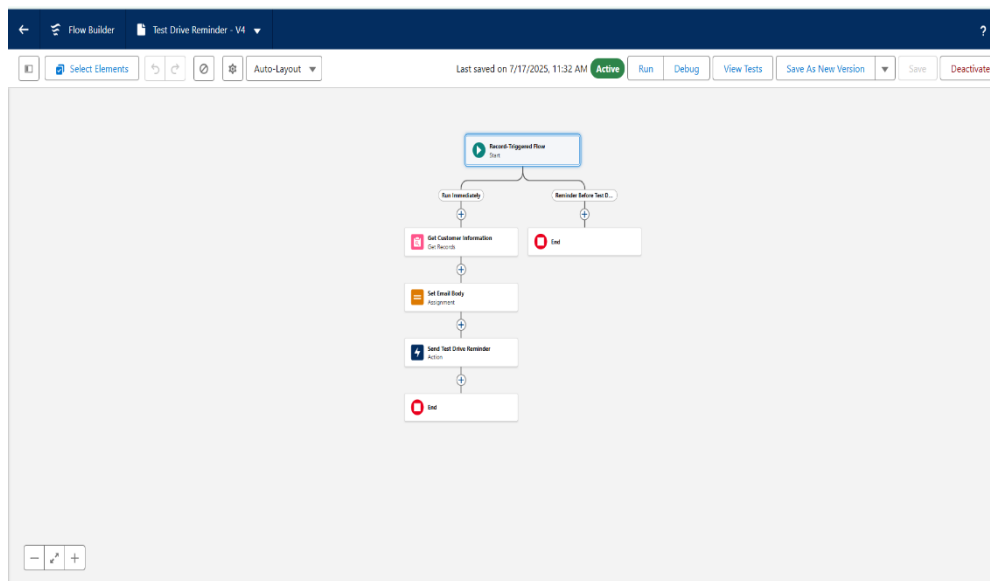 Flow Builder Test Drive Reminder - V4 ?
Select Elements Auto-Layout Last saved on 7/17/2025, 11:32 AM Active Run Debug View Tests Save As New Version Save Deactivate
Record-Triggered Flow
Start
Run Immediately Reminder Before Test D...
Get Customer Information
Get Records
End
Set Email Body
Assignment
Send Test Drive Reminder
Action
End